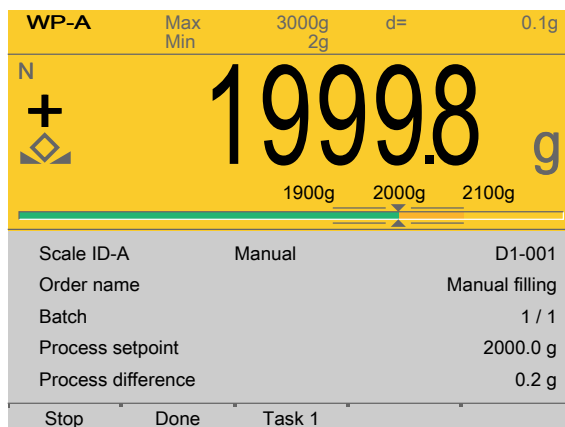 WP-A Max 3000g d= 0.1g
Min 2g
N
+ 1999.8 g
1900g 2000g 2100g
Scale ID-A Manual D1-001
Order name Manual filling
Batch 1 / 1
Process setpoint 2000.0 g
Process difference 0.2 g
Stop Done Task 1